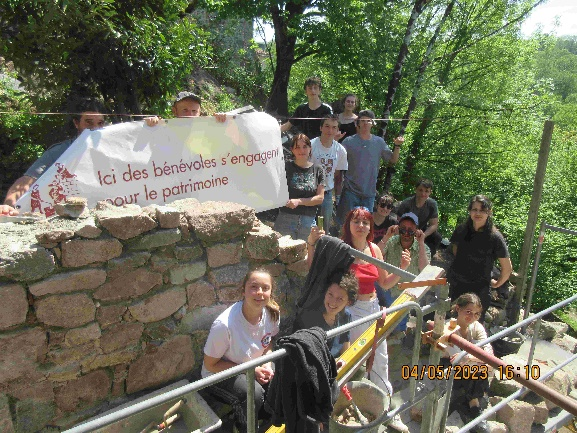 Ici des bénévoles s'engagent
pour le patrimoine
04/05/2023 16:10